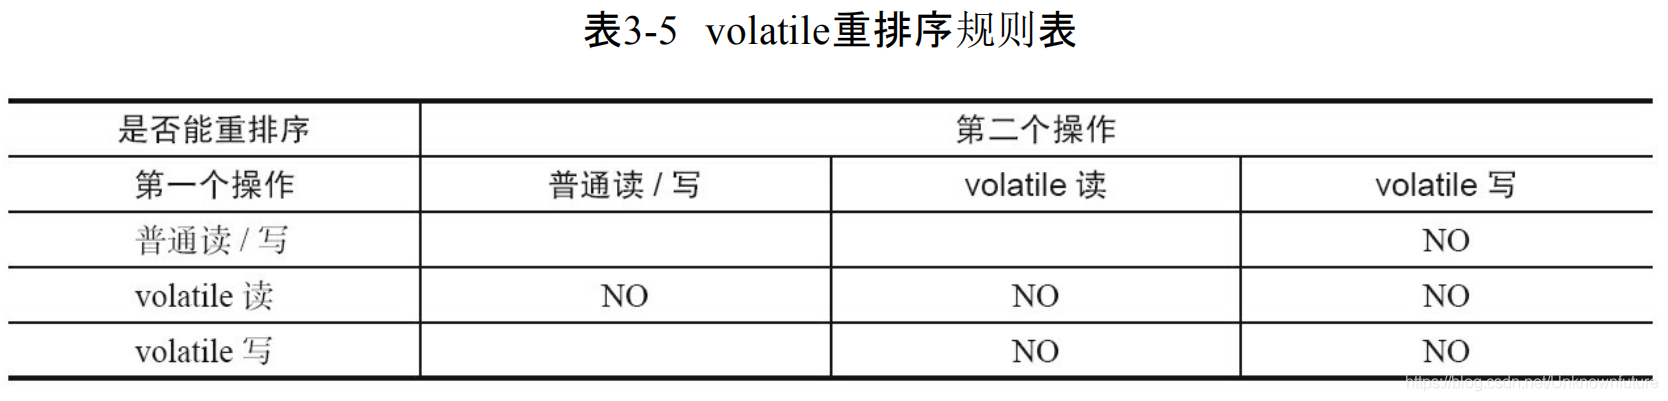 表3-5 volatile重排序规则表
是否能重排序 第二个操作
第一个操作 普通读 / 写 volatile 读 volatile 写
普通读 / 写 NO
volatile 读 NO NO NO
volatile 写 NO NO
https://blog.csdn.net/Unknownfuture